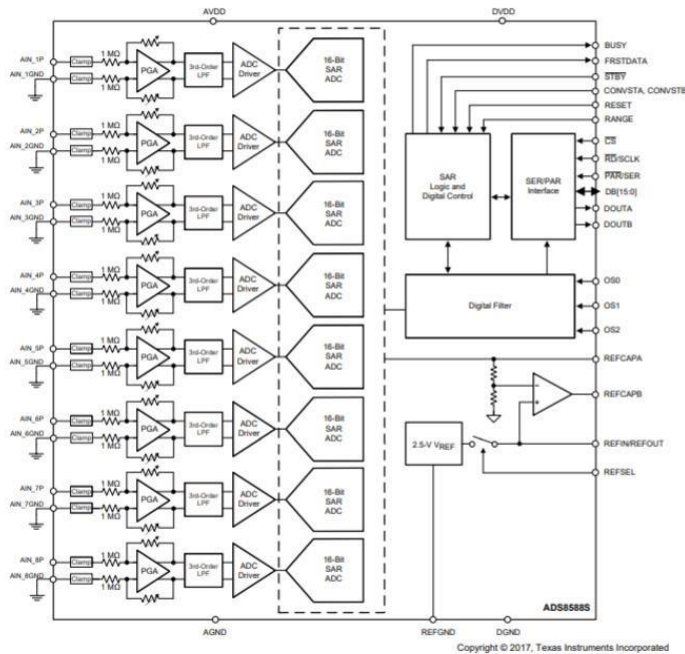 AVDD
DVDD
AIN_1P
AIN_1GND
Clamp
Clamp
1 MΩ
1 MΩ
PGA
3rd-Order
LPF
ADC
Driver
16-Bit
SAR
ADC
AIN_2P
AIN_2GND
Clamp
Clamp
1 MΩ
1 MΩ
PGA
3rd-Order
LPF
ADC
Driver
16-Bit
SAR
ADC
AIN_3P
AIN_3GND
Clamp
Clamp
1 MΩ
1 MΩ
PGA
3rd-Order
LPF
ADC
Driver
16-Bit
SAR
ADC
AIN_4P
AIN_4GND
Clamp
Clamp
1 MΩ
1 MΩ
PGA
3rd-Order
LPF
ADC
Driver
16-Bit
SAR
ADC
AIN_5P
AIN_5GND
Clamp
Clamp
1 MΩ
1 MΩ
PGA
3rd-Order
LPF
ADC
Driver
16-Bit
SAR
ADC
AIN_6P
AIN_6GND
Clamp
Clamp
1 MΩ
1 MΩ
PGA
3rd-Order
LPF
ADC
Driver
16-Bit
SAR
ADC
AIN_7P
AIN_7GND
Clamp
Clamp
1 MΩ
1 MΩ
PGA
3rd-Order
LPF
ADC
Driver
16-Bit
SAR
ADC
AIN_8P
AIN_8GND
Clamp
Clamp
1 MΩ
1 MΩ
PGA
3rd-Order
LPF
ADC
Driver
16-Bit
SAR
ADC
SAR
Logic and
Digital Control
SER/PAR
Interface
Digital Filter
2.5-V VREF
BUSY
FRSTDATA
STBY
CONVSTA, CONVSTB
RESET
RANGE
CS
RD/SCLK
PAR/SER
DB[15:0]
DOUTA
DOUTB
OS0
OS1
OS2
REFCAPA
REFCAPB
REFIN/REFOUT
REFSEL
ADS8588S
AGND
REFGND
DGND
Copyright © 2017, Texas Instruments Incorporated